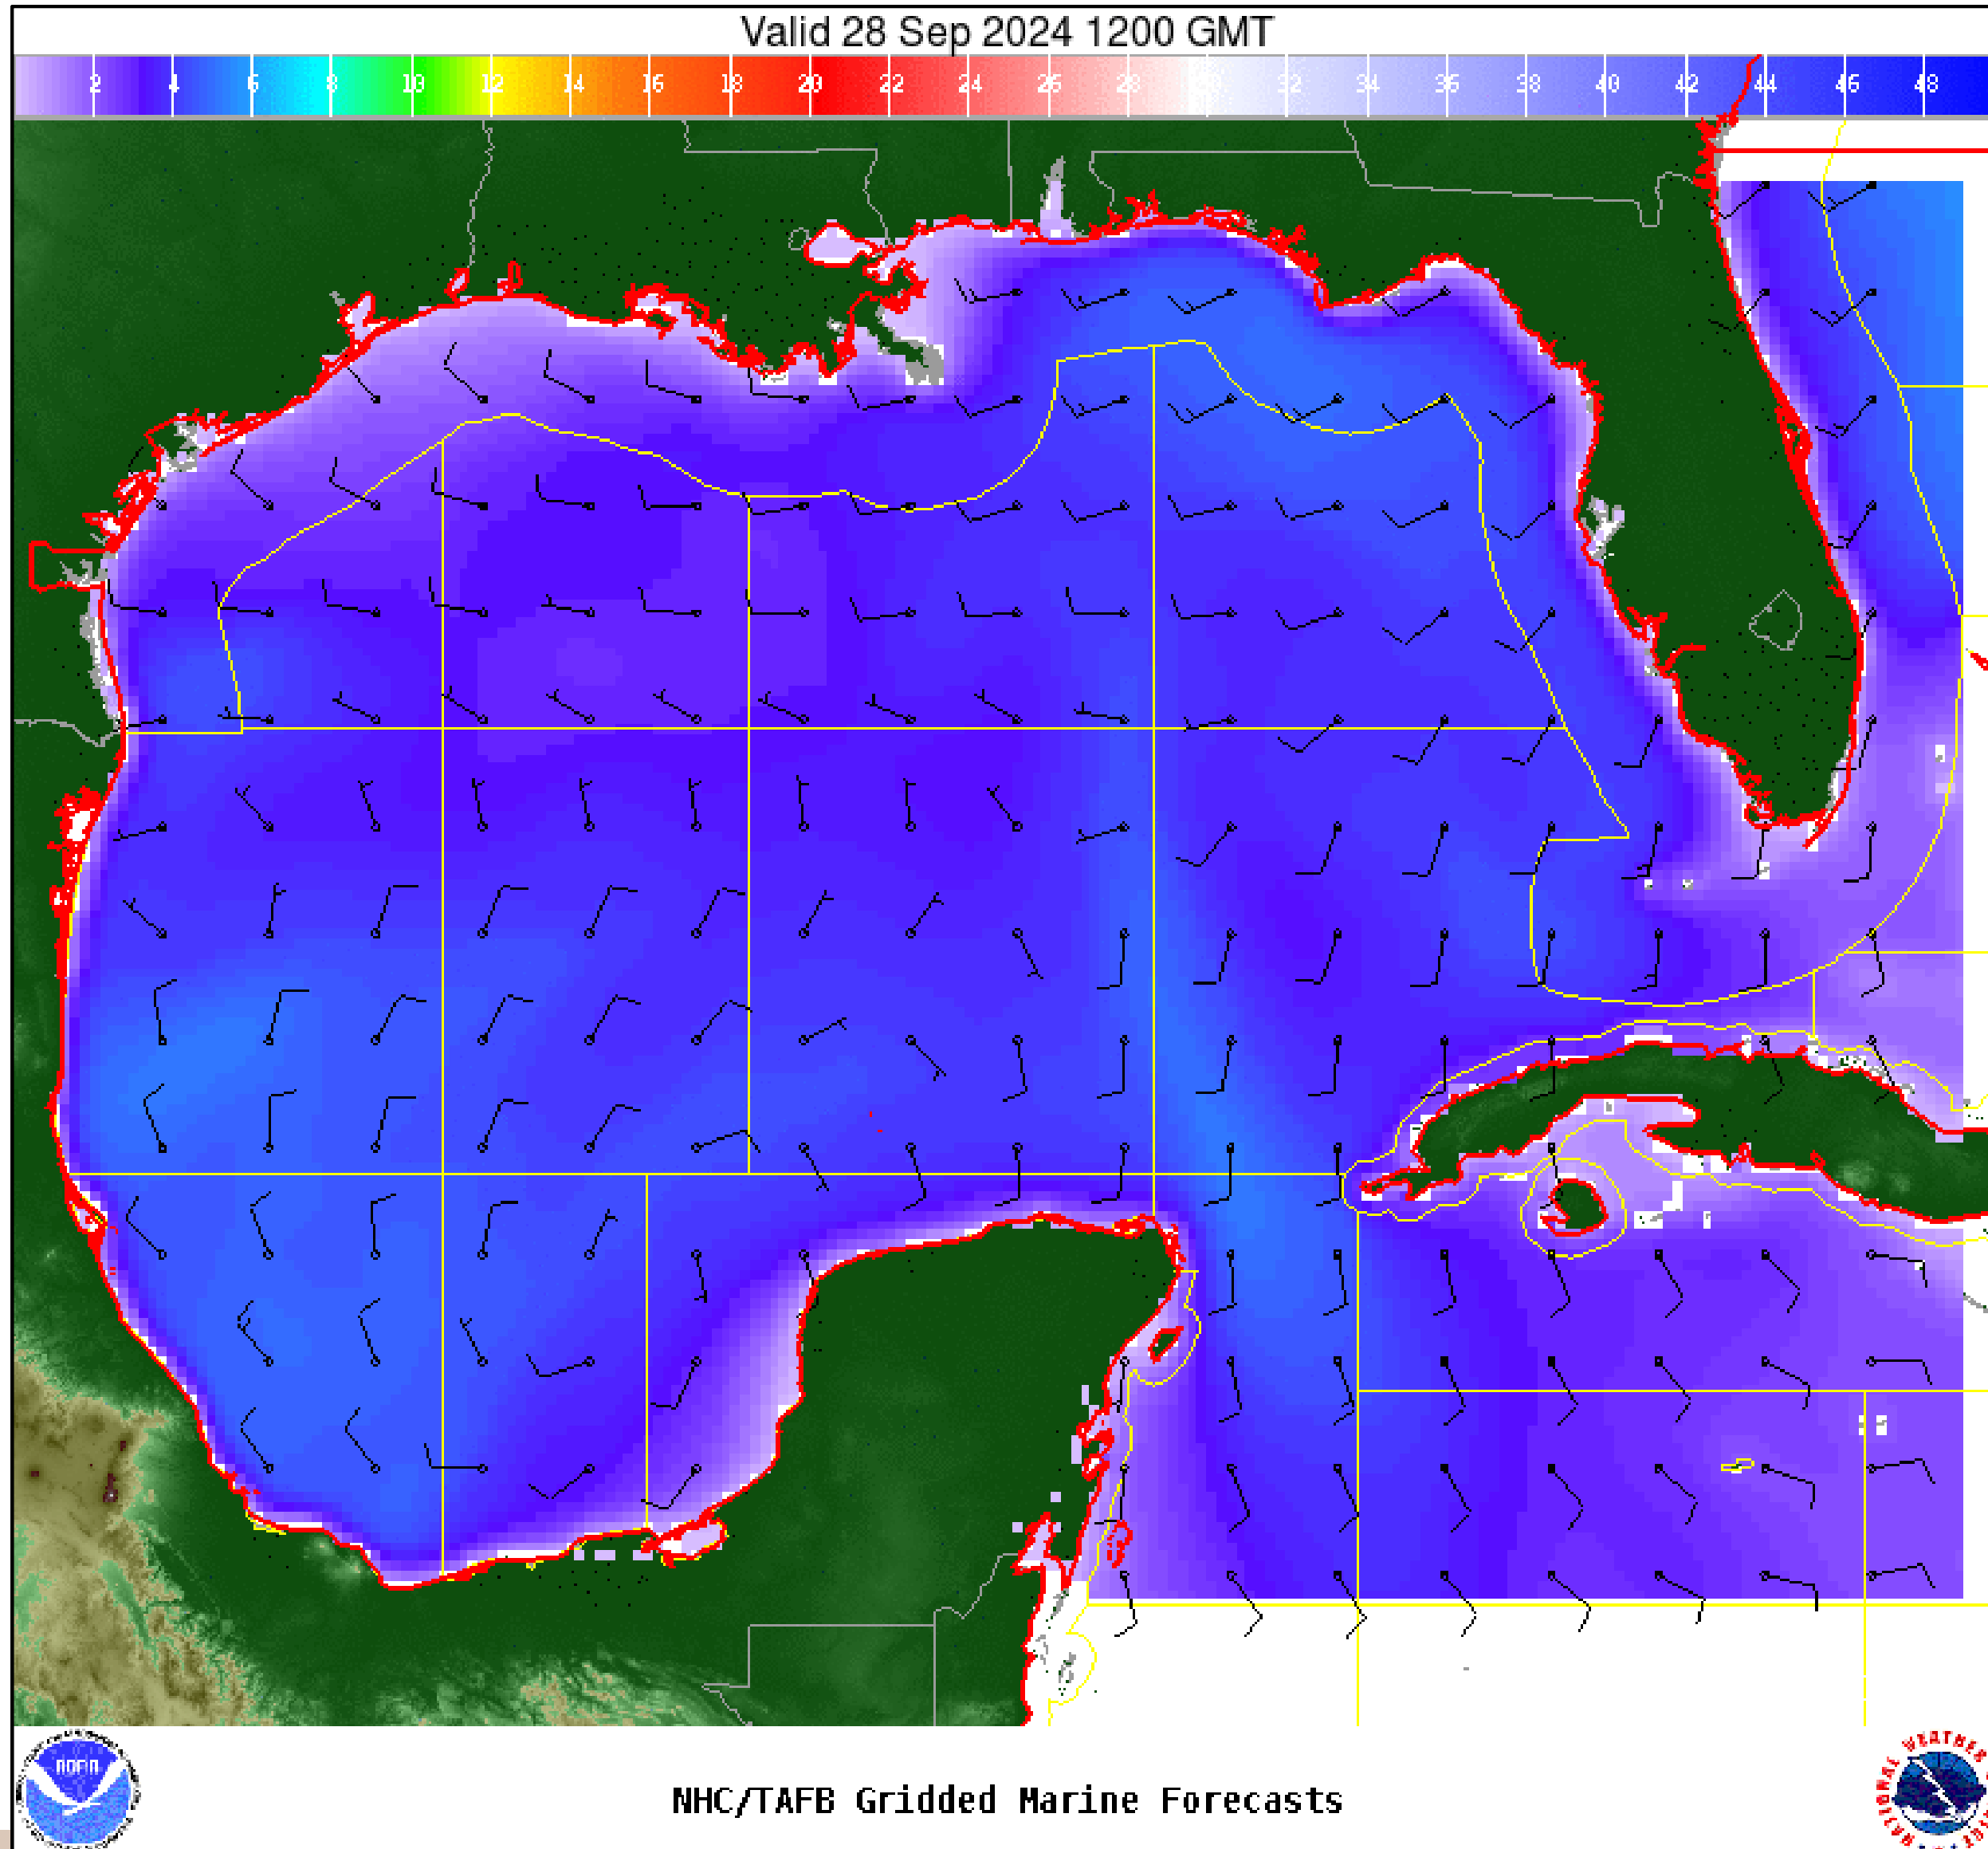 Valid 28 Sep 2024 1200 GMT
2 4 6 8 10 12 14 16 18 20 22 24 26 28 32 34 36 38 40 42 44 46 48
noaa
NHC/TAFB Gridded Marine Forecasts
WEATHER